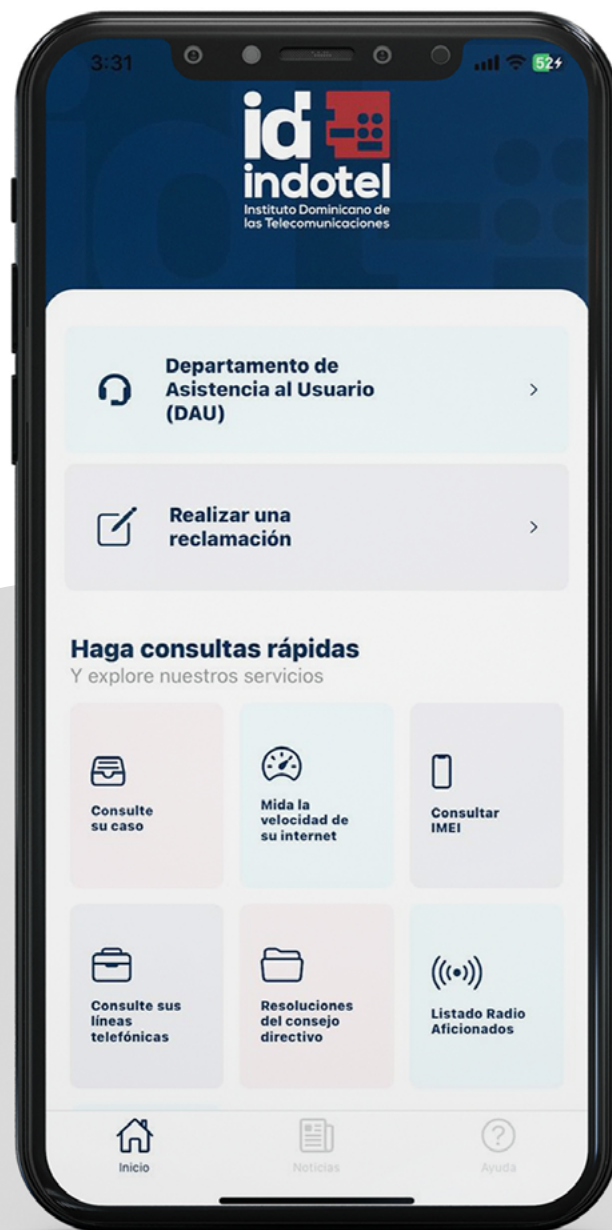 3:31
52
id
indotel
Instituto Dominicano de
las Telecomunicaciones
Departamento de
Asistencia al Usuario
(DAU)
Realizar una
reclamación
Haga consultas rápidas
Y explore nuestros servicios
Consulte
su caso
Mida la
velocidad de
su internet
Consultar
IMEI
Consulte sus
líneas
telefónicas
Resoluciones
del consejo
directivo
Listado Radio
Aficionados
Inicio
Noticias
Ayuda